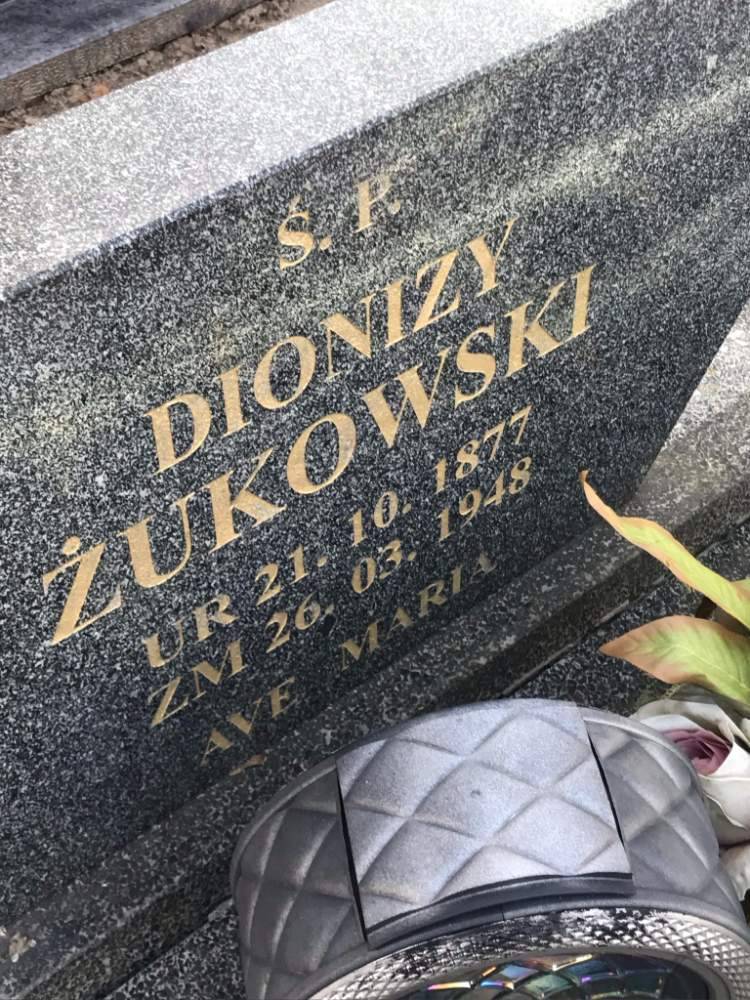 Ś. P.
DIONIZY
ŻUKOWSKI
UR 21. 10. 1877
ZM 26. 03. 1948
AVE MARIA